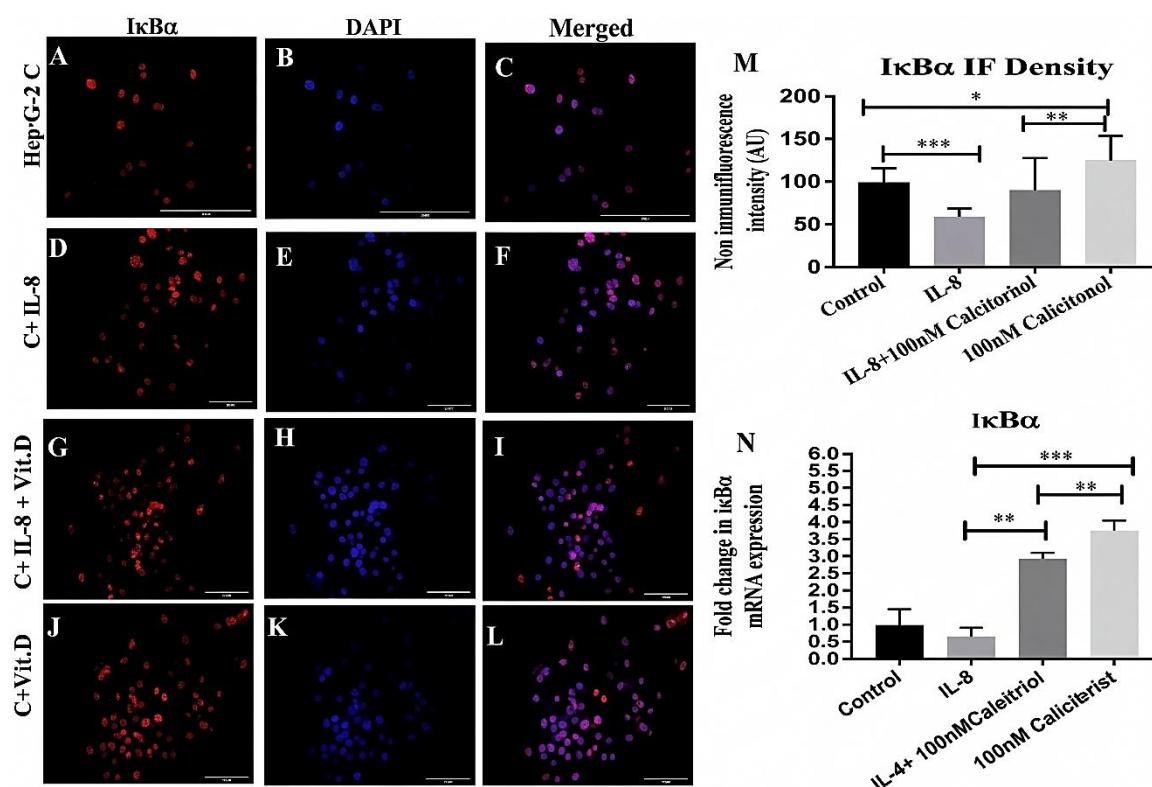 IκBα
DAPI
Merged
Hep·G-2 C
A
B
C
C+ IL-8
D
E
F
C+ IL-8 + Vit.D
G
H
I
C+Vit.D
J
K
L
M
IκBα IF Density
Non inmunifluorescence
intensity (AU)
200
150
100
50
0
*
***
**
Control
IL-8
IL-8+100nM Calcitornol
100nM Calicitonol
N
IκBα
Fold change in iκBα
mRNA expression
6.0
5.5
5.0
4.5
4.0
3.5
3.0
2.5
1.5
1.0
0.5
0.0
***
**
**
Control
IL-8
IL-4+ 100nMCaleitriol
100nM Caliciterist